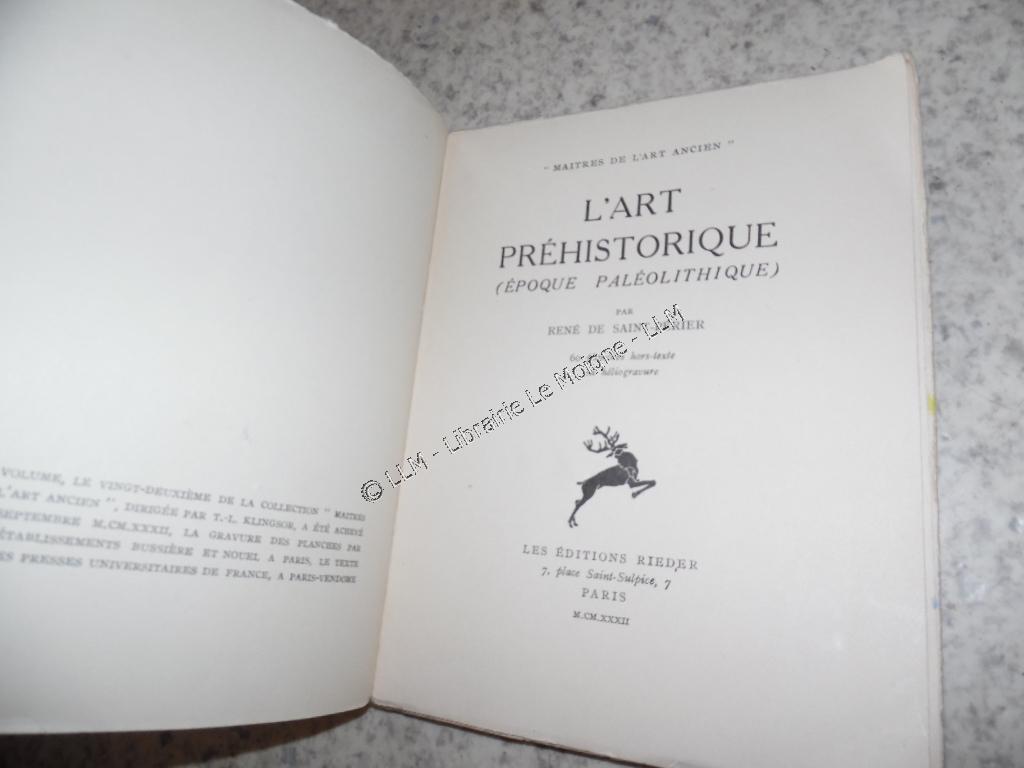 VOLUME, LE VINGT-DEUXIÈME DE LA COLLECTION " MAITRES
L'ART ANCIEN ", DIRIGÉE PAR T.-L. KLINGSOR, A ÉTÉ ACHEVÉ
SEPTEMBRE M.CM.XXXII, LA GRAVURE DES PLANCHES PAR
ÉTABLISSEMENTS BUSSIÈRE ET NOUEL A PARIS, LE TEXTE
PRESSES UNIVERSITAIRES DE FRANCE, A PARIS-VENDOME
" MAITRES DE L'ART ANCIEN "
L'ART
PRÉHISTORIQUE
(ÉPOQUE PALÉOLITHIQUE)
PAR
RENÉ DE SAINT-PÉRIER
60 hors-texte
héliogravure
LES ÉDITIONS RIEDER
7, place Saint-Sulpice, 7
PARIS
M.CM.XXXII
© LLM - Librairie Le Moigne - LLM